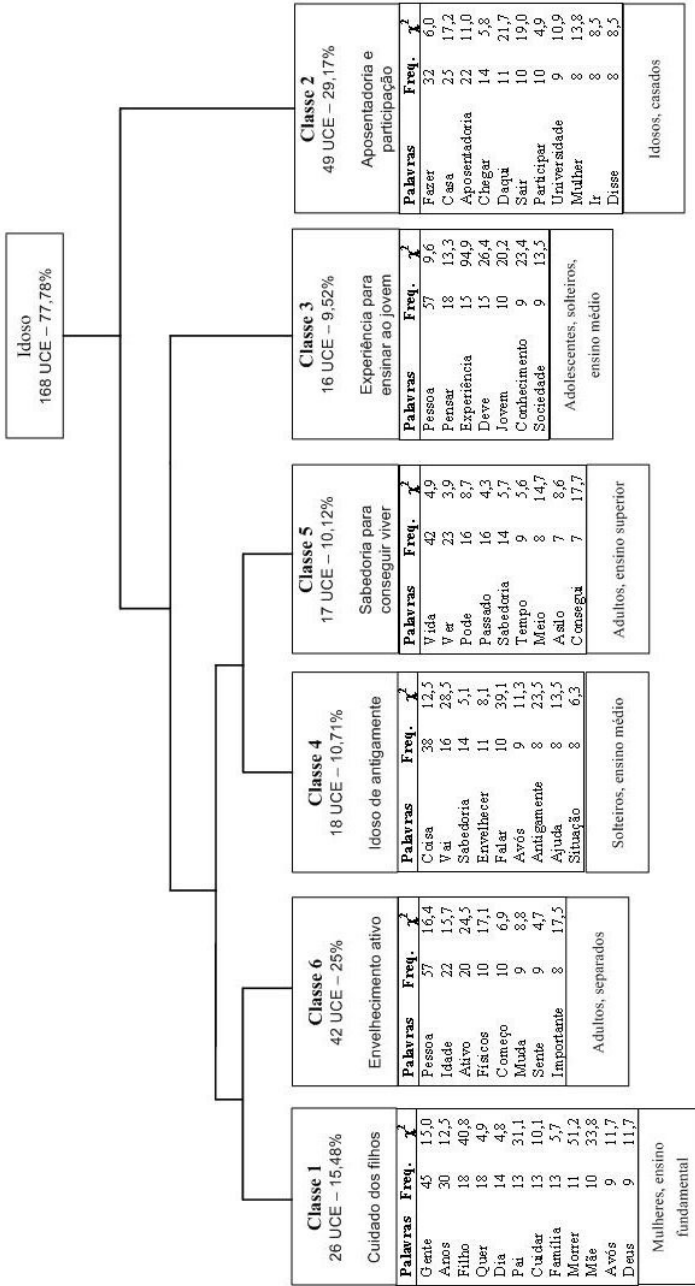 Idoso
168 UCE – 77,78%
Classe 1
26 UCE – 15,48%
Cuidado dos filhos
Palavras Freq. χ²
Gente 45 15,0
Anos 30 12,5
Filho 18 40,8
Quer 18 4,9
Dia 14 4,8
Pai 13 31,1
Cuidar 13 10,1
Família 13 5,7
Morrer 11 51,2
Mãe 10 33,8
Avós 9 11,7
Deus 9 11,7
Mulheres, ensino
fundamental
Classe 6
42 UCE – 25%
Envelhecimento ativo
Palavras Freq. χ²
Pessoa 57 16,4
Idade 22 15,7
Ativo 20 24,5
Físicos 10 17,1
Começo 10 6,9
Muda 9 8,8
Sente 9 4,7
Importante 8 17,5
Adultos, separados
Classe 4
18 UCE – 10,71%
Idoso de antigamente
Palavras Freq. χ²
Coisa 38 12,5
Vai 16 28,5
Sabedoria 14 5,1
Envelhecer 11 8,1
Falar 10 39,1
Avós 9 11,3
Antigamente 8 23,5
Ajuda 8 13,5
Situação 8 6,3
Solteiros, ensino médio
Classe 5
17 UCE – 10,12%
Sabedoria para
conseguir viver
Palavras Freq. χ²
Vida 42 4,9
Ver 23 3,9
Pode 16 8,7
Passado 16 4,3
Sabedoria 14 5,7
Tempo 9 5,6
Meio 8 14,7
Asilo 7 8,6
Consegui 7 17,7
Adultos, ensino superior
Classe 3
16 UCE – 9,52%
Experiência para
ensinar ao jovem
Palavras Freq. χ²
Pessoa 57 9,6
Pensar 18 13,3
Experiência 15 94,9
Deve 15 26,4
Jovem 10 20,2
Conhecimento 9 23,4
Sociedade 9 13,5
Adolescentes, solteiros,
ensino médio
Classe 2
49 UCE – 29,17%
Aposentadoria e
participação
Palavras Freq. χ²
Fazer 32 6,0
Casa 25 17,2
Aposentadoria 22 11,0
Chegar 14 5,8
Daqui 11 21,7
Sair 10 19,0
Participar 10 4,9
Universidade 9 10,9
Mulher 8 13,8
Ir 8 8,5
Disse 8 8,5
Idosos, casados